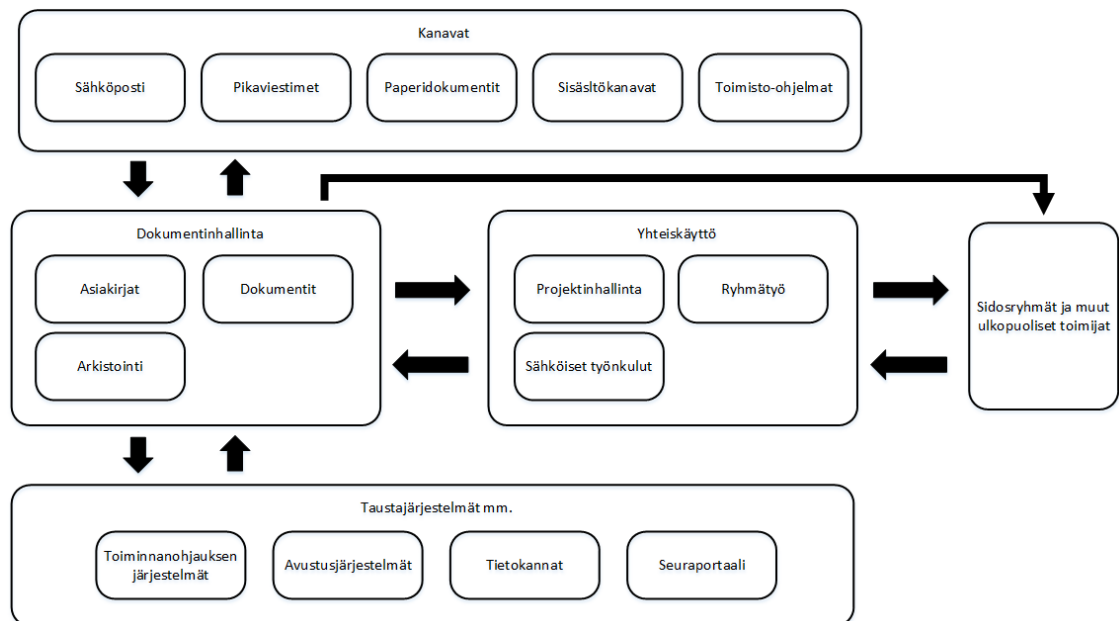 Kanavat
Sähköposti
Pikaviestimet
Paperidokumentit
Sisäsltökanavat
Toimisto-ohjelmat
Dokumentinhallinta
Asiakirjat
Dokumentit
Arkistointi
Yhteiskäyttö
Projektinhallinta
Ryhmätyö
Sähköiset työnkulut
Sidosryhmät ja muut
ulkopuoliset toimijat
Taustajärjestelmät mm.
Toiminnanohjauksen
järjestelmät
Avustusjärjestelmät
Tietokannat
Seuraportaali